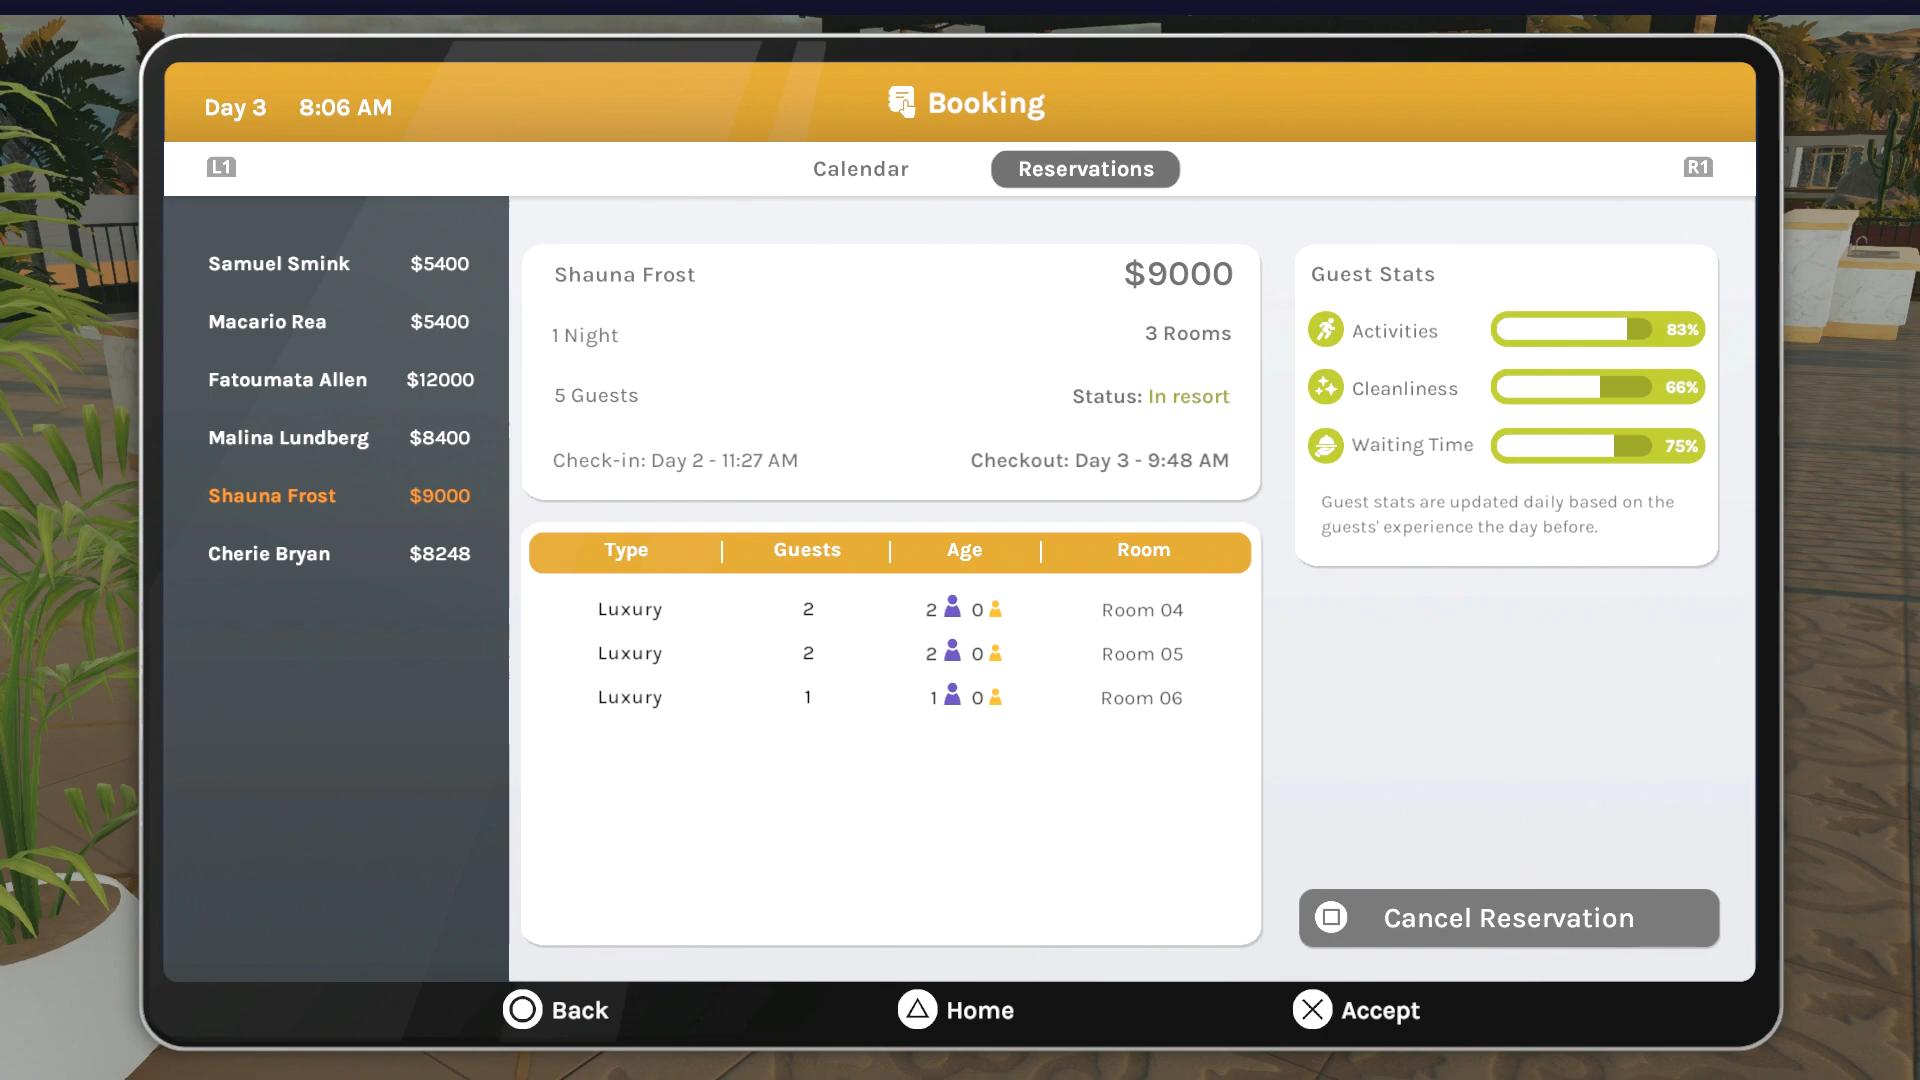 Day 3 8:06 AM
Booking
L1 Calendar Reservations R1
Samuel Smink $5400
Macario Rea $5400
Fatoumata Allen $12000
Malina Lundberg $8400
Shauna Frost $9000
Cherie Bryan $8248
Shauna Frost $9000
1 Night 3 Rooms
5 Guests Status: In resort
Check-in: Day 2 - 11:27 AM Checkout: Day 3 - 9:48 AM
Type Guests Age Room
Luxury 2 2 0 Room 04
Luxury 2 2 0 Room 05
Luxury 1 1 0 Room 06
Guest Stats
Activities 83%
Cleanliness 66%
Waiting Time 75%
Guest stats are updated daily based on the
guests' experience the day before.
Cancel Reservation
Back Home Accept